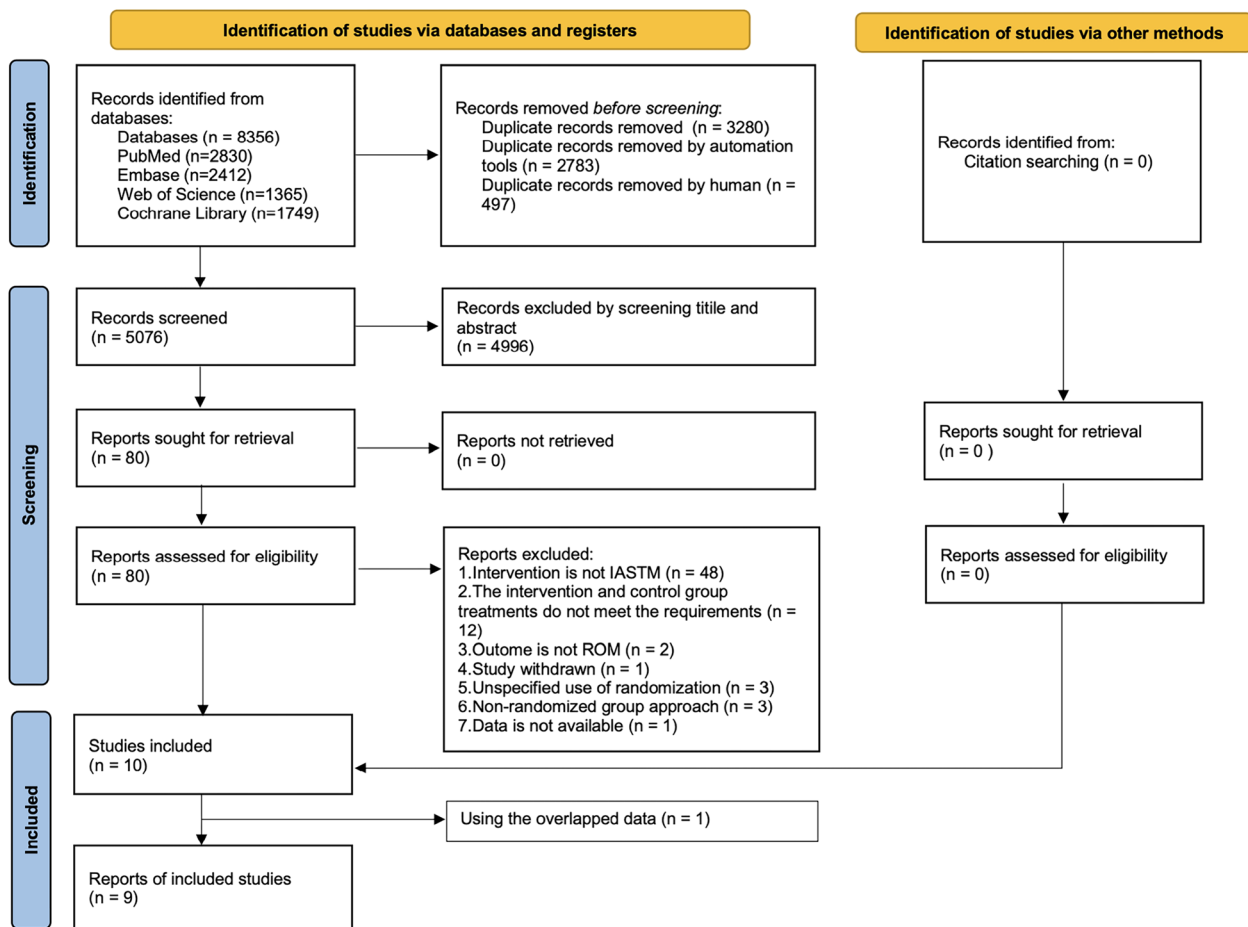 Identification of studies via databases and registers
Identification of studies via other methods
Identification
Records identified from
databases:
Databases (n = 8356)
PubMed (n=2830)
Embase (n=2412)
Web of Science (n=1365)
Cochrane Library (n=1749)
Records removed before screening:
Duplicate records removed  (n = 3280)
Duplicate records removed by automation
tools (n = 2783)
Duplicate records removed by human (n =
497)
Records identified from:
Citation searching (n = 0)
Screening
Records screened
(n = 5076)
Records excluded by screening titile and
abstract
(n = 4996)
Reports sought for retrieval
(n = 80)
Reports not retrieved
(n = 0)
Reports sought for retrieval
(n = 0 )
Reports assessed for eligibility
(n = 80)
Reports excluded:
1.Intervention is not IASTM (n = 48)
2.The intervention and control group
treatments do not meet the requirements (n =
12)
3.Outome is not ROM (n = 2)
4.Study withdrawn (n = 1)
5.Unspecified use of randomization (n = 3)
6.Non-randomized group approach (n = 3)
7.Data is not available (n = 1)
Reports assessed for eligibility
(n = 0)
Included
Studies included
(n = 10)
Using the overlapped data (n = 1)
Reports of included studies
(n = 9)